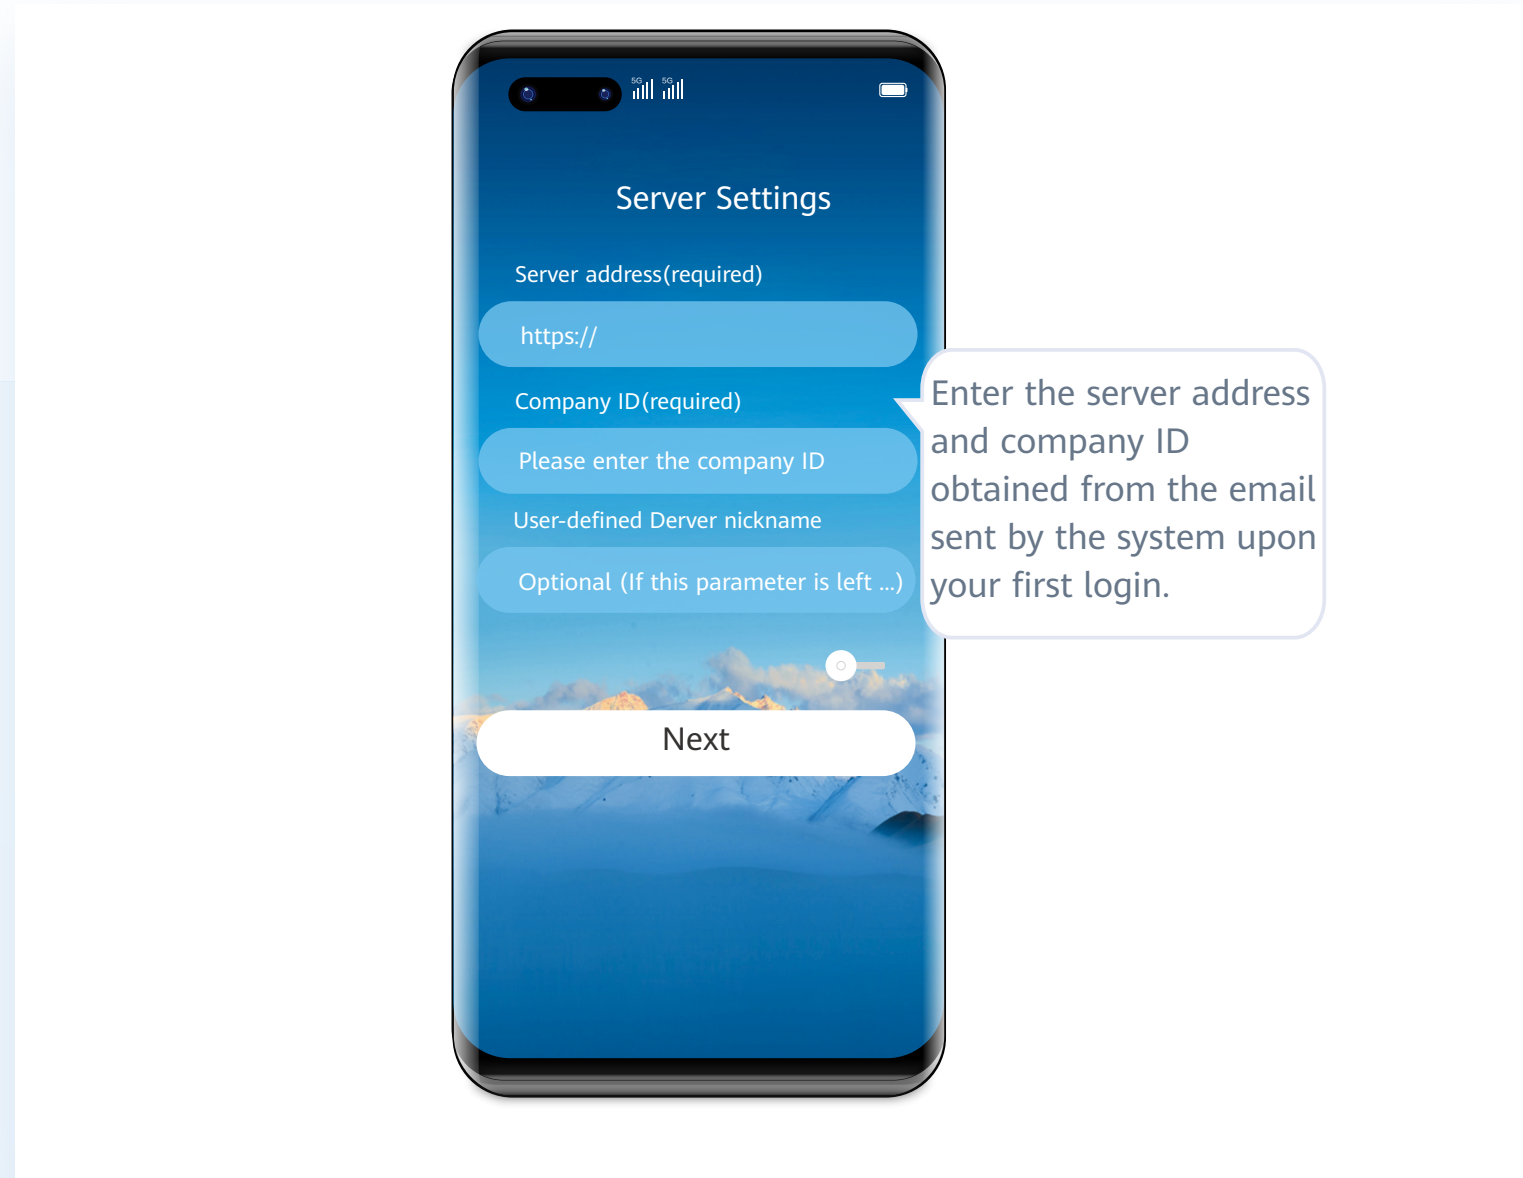 5G 5G
Server Settings
Server address(required)
https://
Company ID(required)
Please enter the company ID
User-defined Derver nickname
Optional (If this parameter is left ...)
Next
Enter the server address
and company ID
obtained from the email
sent by the system upon
your first login.